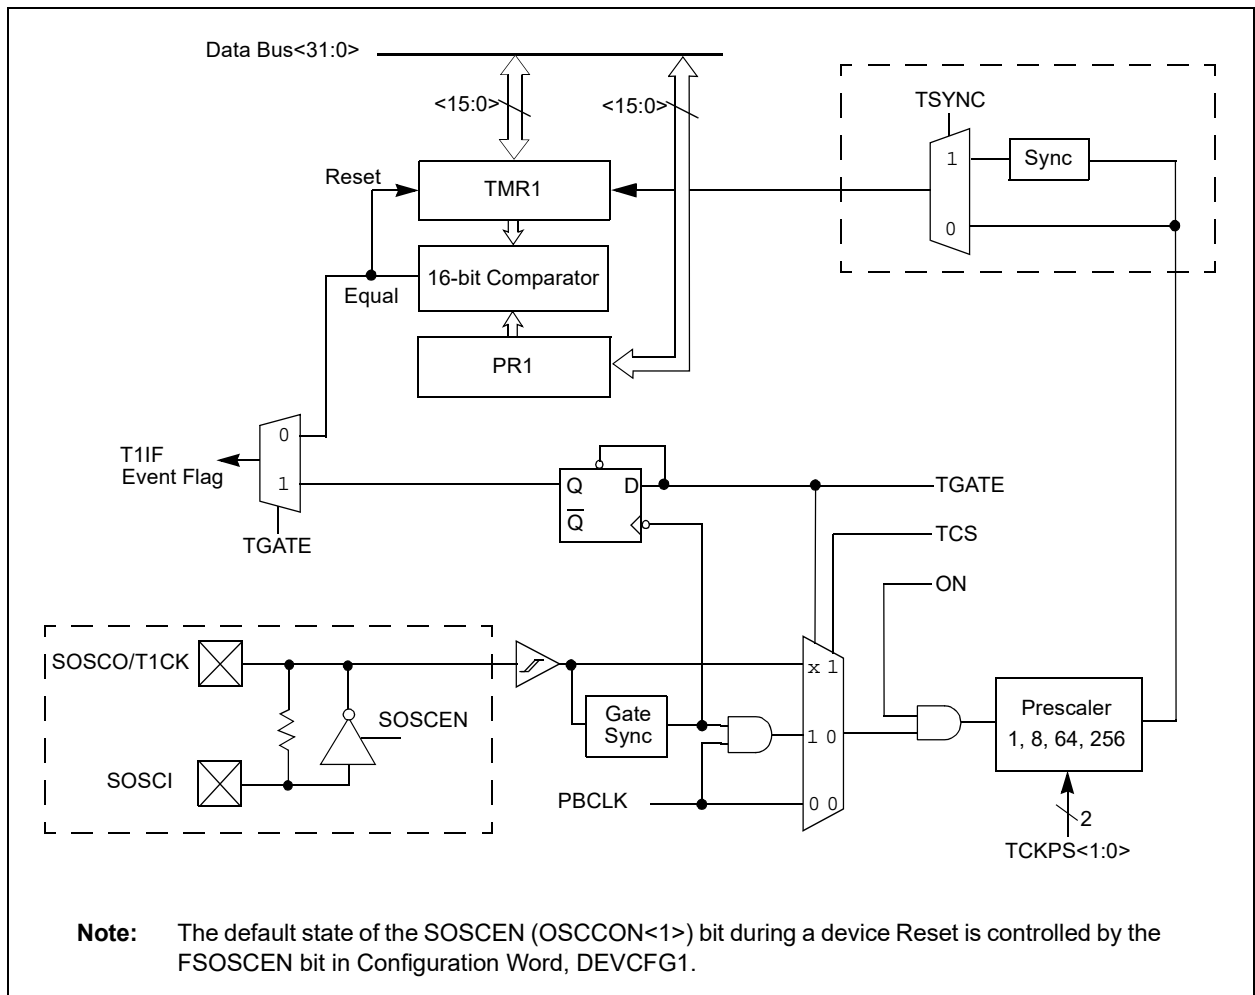 Data Bus<31:0>
<15:0>
<15:0>
TSYNC
1
Sync
Reset
TMR1
0
16-bit Comparator
Equal
PR1
0
T1IF
Event Flag
1
Q
D
TGATE
Q̅
TGATE
TCS
ON
SOSCO/T1CK
x 1
SOSCEN
Gate
Sync
1 0
Prescaler
1, 8, 64, 256
SOSCI
PBCLK
0 0
2
TCKPS<1:0>
Note: The default state of the SOSCEN (OSCCON<1>) bit during a device Reset is controlled by the
FSOSCEN bit in Configuration Word, DEVCFG1.